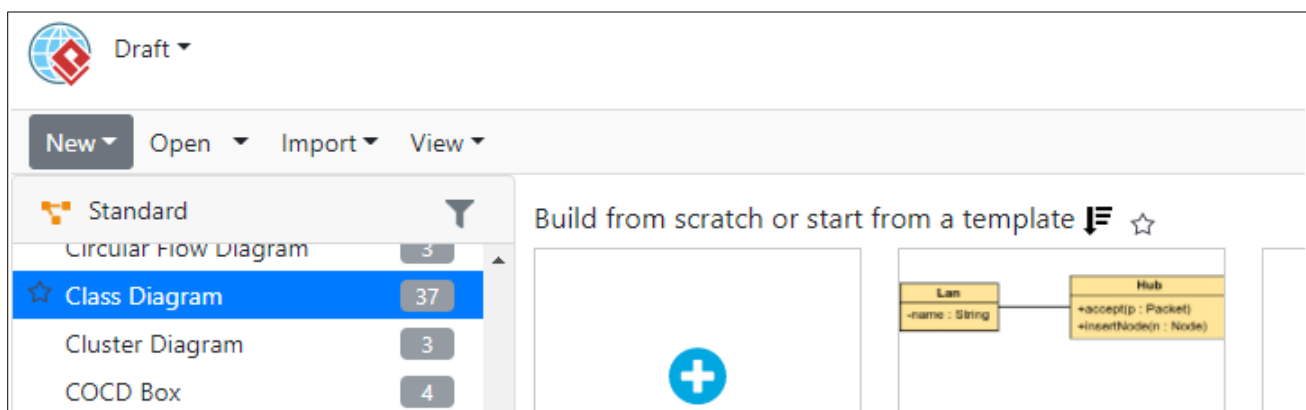 Draft
New Open Import View
Standard
Build from scratch or start from a template
Circular Flow Diagram 3
Class Diagram 37
Cluster Diagram 3
COCD Box 4
Lan
-name : String
Hub
+accept(p : Packet)
+insertNode(n : Node)